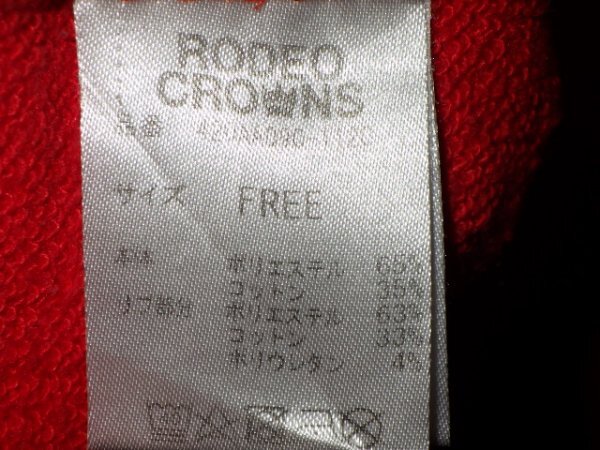 RODEO
CROWNS
品番
サイズ FREE
本体 ポリエステル 65%
コットン 35%
リブ部分 ポリエステル 63%
コットン 33%
ポリウレタン 4%